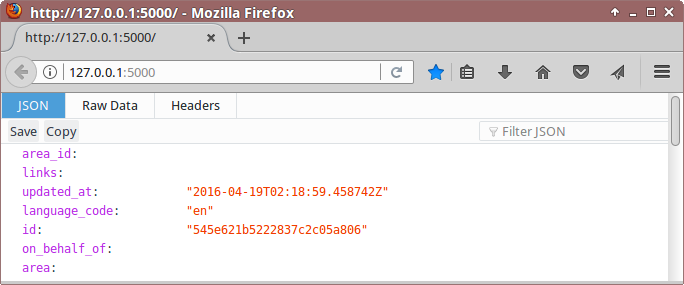 http://127.0.0.1:5000/ - Mozilla Firefox
http://127.0.0.1:5000/
127.0.0.1:5000
JSON Raw Data Headers
Save Copy Filter JSON
area_id:
links:
updated_at: "2016-04-19T02:18:59.458742Z"
language_code: "en"
id: "545e621b5222837c2c05a806"
on_behalf_of:
area: